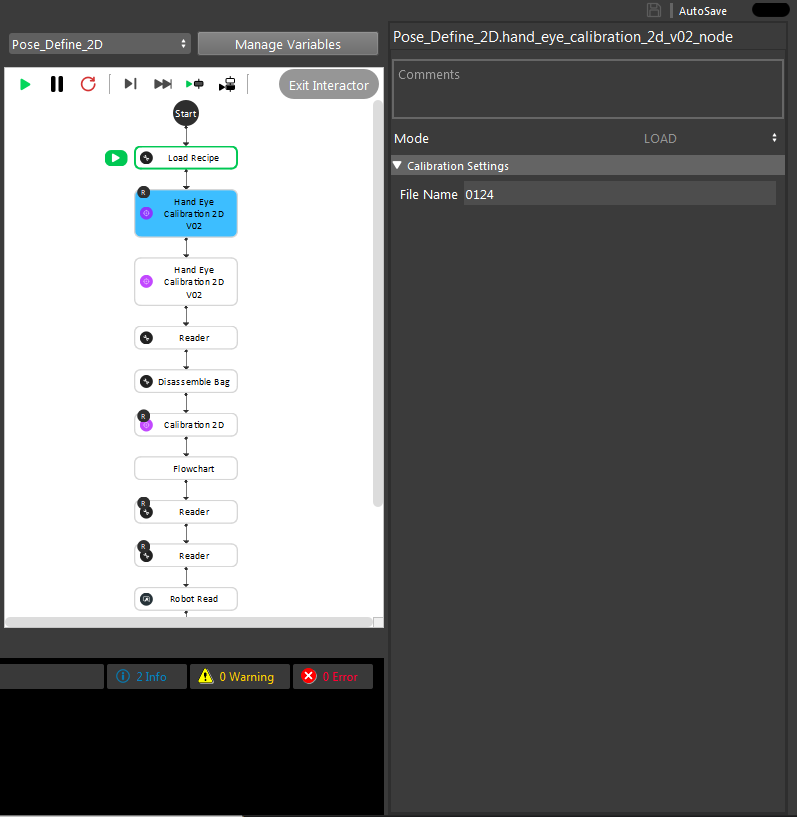 AutoSave
Pose_Define_2D
Manage Variables
Exit Interactor
Start
Load Recipe
R
Hand Eye
Calibration 2D
V02
Hand Eye
Calibration 2D
V02
Reader
Disassemble Bag
R
Calibration 2D
Flowchart
R
Reader
R
Reader
Robot Read
2 Info
0 Warning
0 Error
Pose_Define_2D.hand_eye_calibration_2d_v02_node
Comments
Mode LOAD
Calibration Settings
File Name 0124